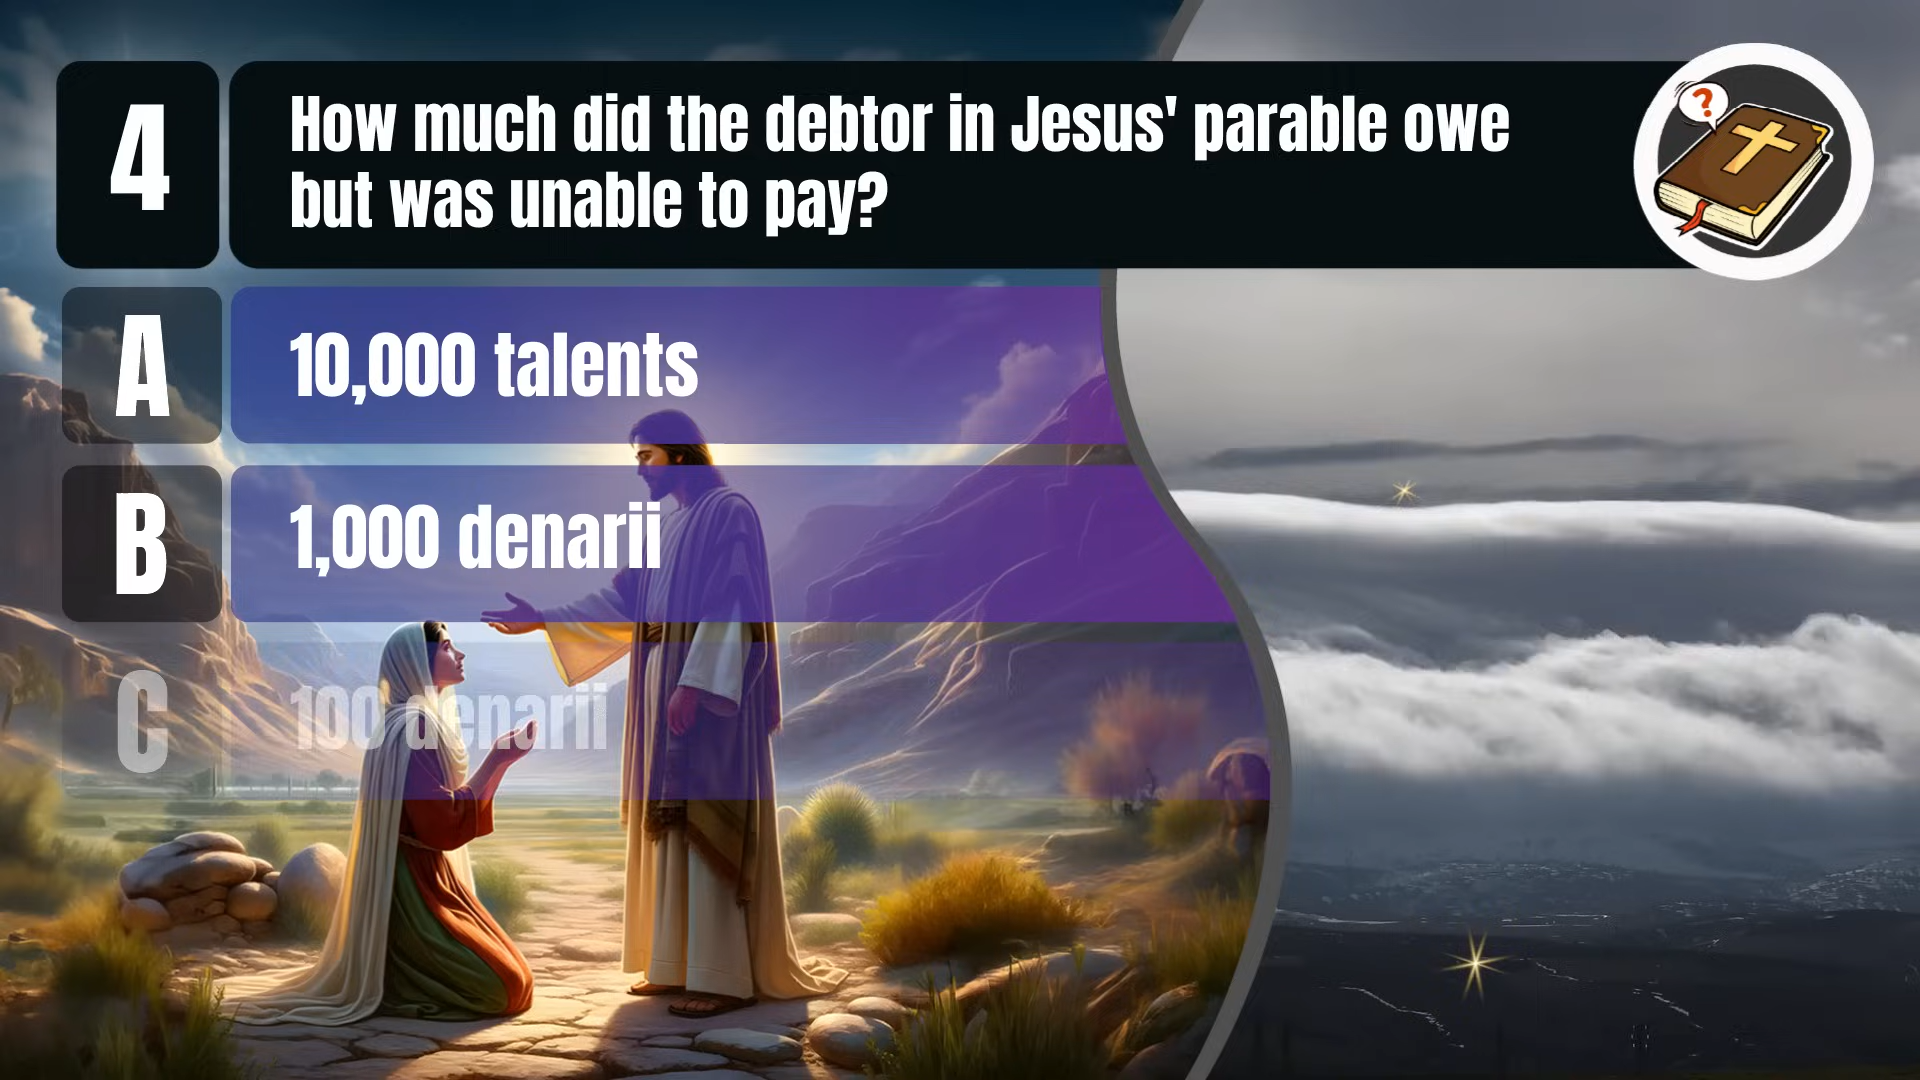 4
How much did the debtor in Jesus' parable owe
but was unable to pay?
?
A
10,000 talents
B
1,000 denarii
C
100 denarii